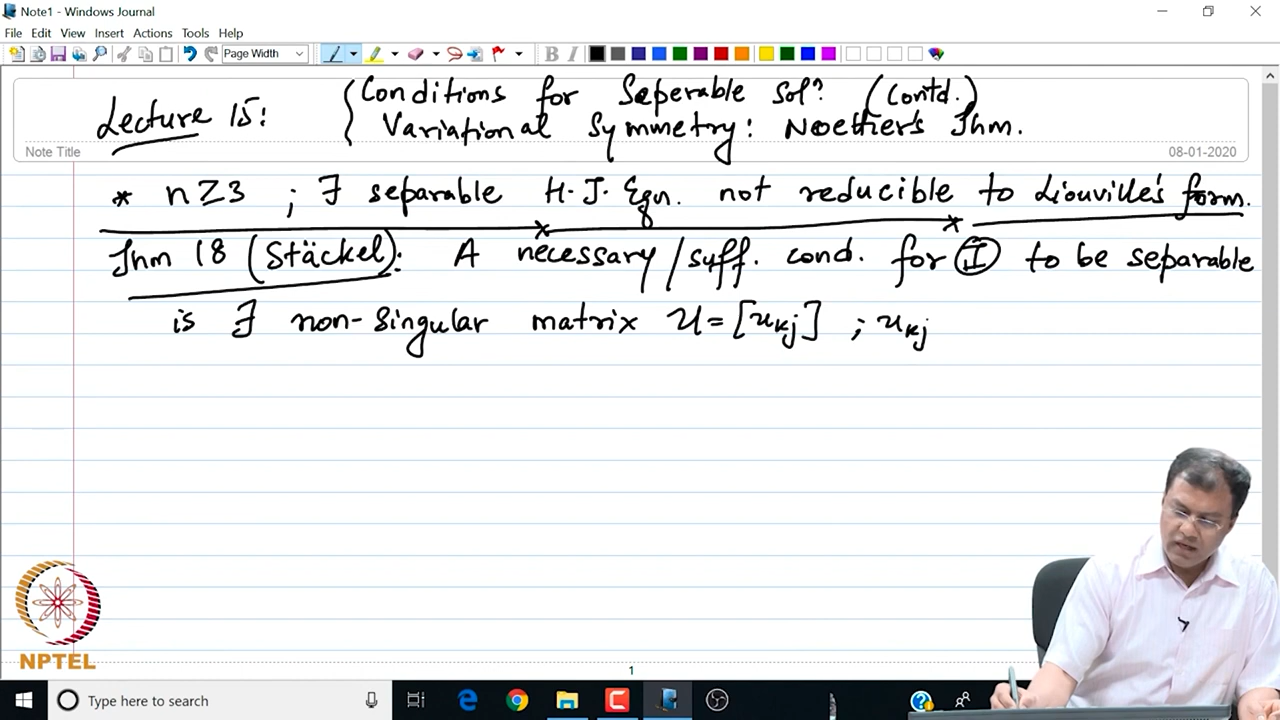 Note1 - Windows Journal
File Edit View Insert Actions Tools Help
Page Width
B I
Lecture 15: Conditions for Seperable Sol? (Contd.)
Variational Symmetry: Noether's Thm.
Note Title
08-01-2020
* n≥3 ; ∃ separable H.J. Eqn. not reducible to Liouville's form.
Thm 18 (Stäckel): A necessary/suff. cond. for I to be separable
is ∃ non-singular matrix U = [u_kj] ; u_kj
NPTEL
1
Type here to search